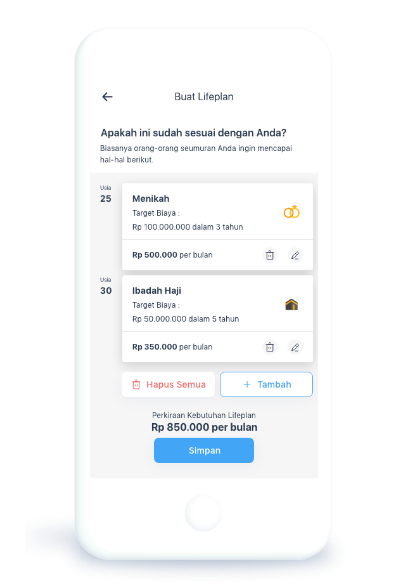 Buat Lifeplan
Apakah ini sudah sesuai dengan Anda?
Biasanya orang-orang seumuran Anda ingin mencapai
hal-hal berikut.
Usia
25
Menikah
Target Biaya :
Rp 100.000.000 dalam 3 tahun
Rp 500.000 per bulan
Usia
30
Ibadah Haji
Target Biaya :
Rp 50.000.000 dalam 5 tahun
Rp 350.000 per bulan
Hapus Semua
+ Tambah
Perkiraan Kebutuhan Lifeplan
Rp 850.000 per bulan
Simpan